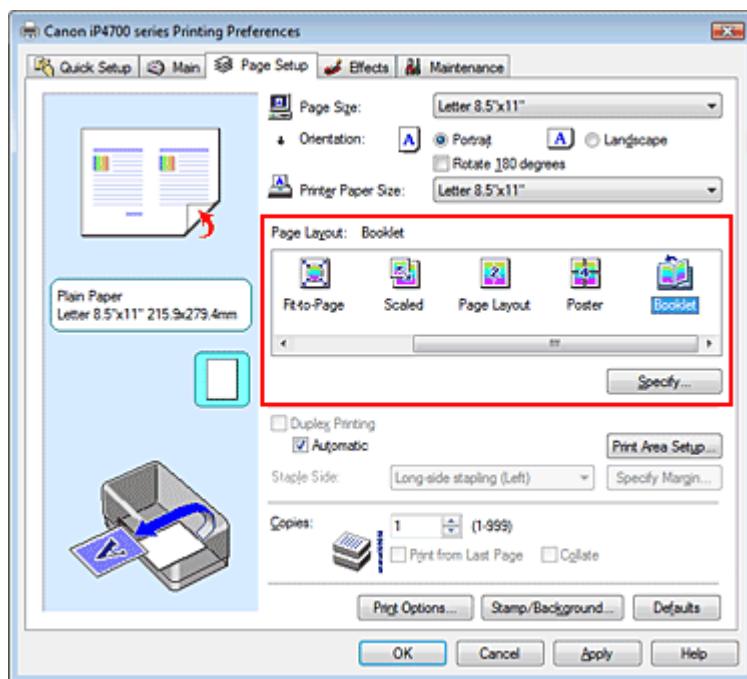 Canon iP4700 series Printing Preferences
Quick Setup Main Page Setup Effects Maintenance
Page Size: Letter 8.5"x11"
Orientation: A Portrait A Landscape
Rotate 180 degrees
Printer Paper Size: Letter 8.5"x11"
Page Layout: Booklet
Fit-to-Page Scaled Page Layout Poster Booklet
Plain Paper
Letter 8.5"x11" 215.9x279.4mm
Specify...
Duplex Printing
Automatic
Print Area Setup...
Staple Side: Long-side stapling (Left) Specify Margin...
Copies: 1 (1-999)
Print from Last Page Collate
Print Options... Stamp/Background... Defaults
OK Cancel Apply Help